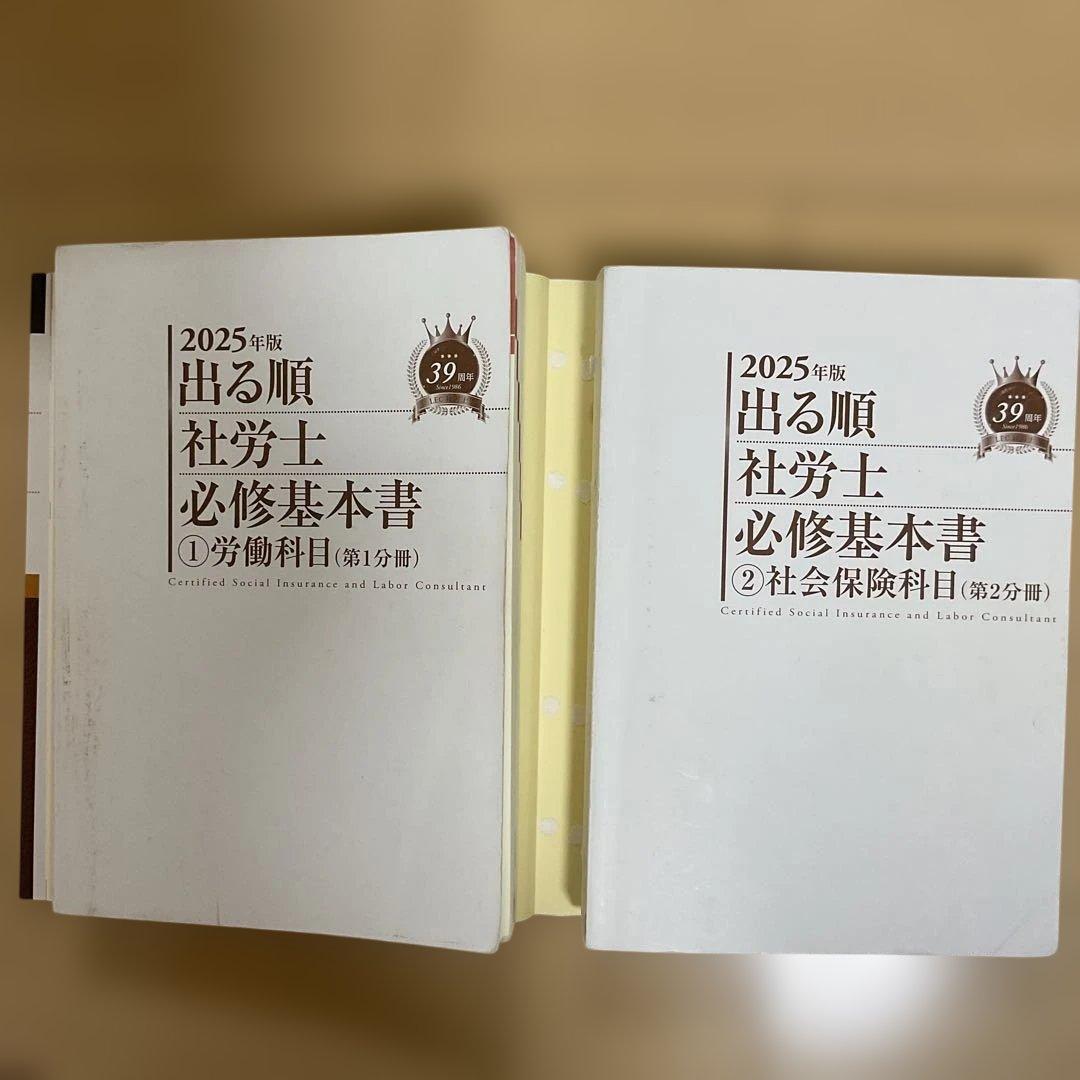 2025年版
出る順
社労士
必修基本書
①労働科目(第1分冊)
Certified Social Insurance and Labor Consultant
39周年
Since1986
2025年版
出る順
社労士
必修基本書
②社会保険科目(第2分冊)
Certified Social Insurance and Labor Consultant
39周年
Since1986